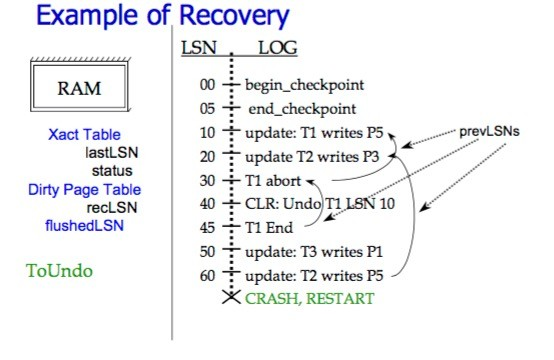 Example of Recovery
LSN LOG
RAM
Xact Table
lastLSN
status
Dirty Page Table
recLSN
flushedLSN
ToUndo
00 begin_checkpoint
05 end_checkpoint
10 update: T1 writes P5
20 update T2 writes P3
30 T1 abort
40 CLR: Undo T1 LSN 10
45 T1 End
50 update: T3 writes P1
60 update: T2 writes P5
CRASH, RESTART
prevLSNs